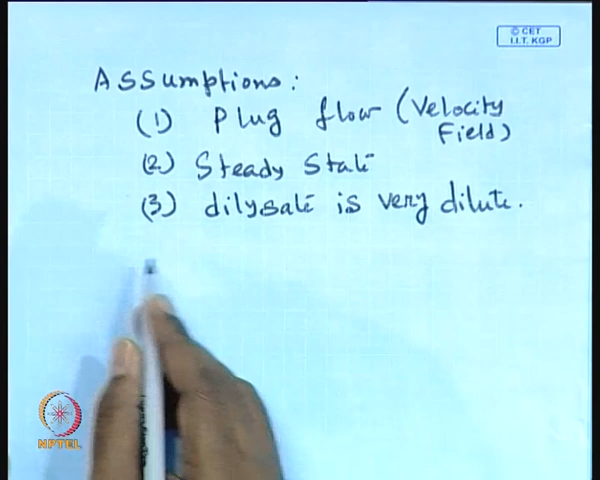 © CET
I.I.T. KGP
Assumptions:
(1) Plug flow (Velocity
Field)
(2) Steady State
(3) dilysate is very dilute.
NPTEL